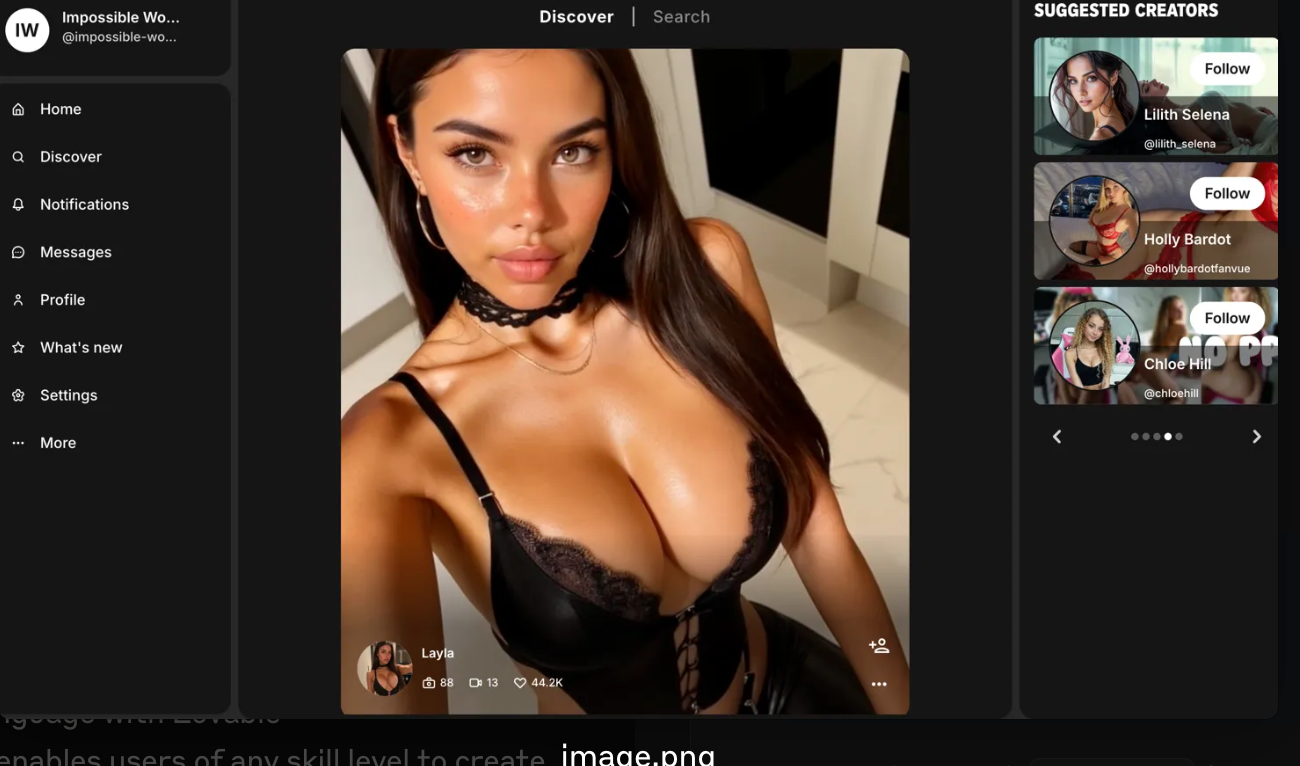 IW
Impossible Wo...
@impossible-wo...
Home
Discover
Notifications
Messages
Profile
What's new
Settings
More
Discover | Search
Layla
88 13 44.2K
SUGGESTED CREATORS
Follow
Lilith Selena
@lilith_selena
Follow
Holly Bardot
@hollybardotfanvue
Follow
NO
Chloe Hill
@chloehill
with Lovable
enables users of any skill level to create
image.png